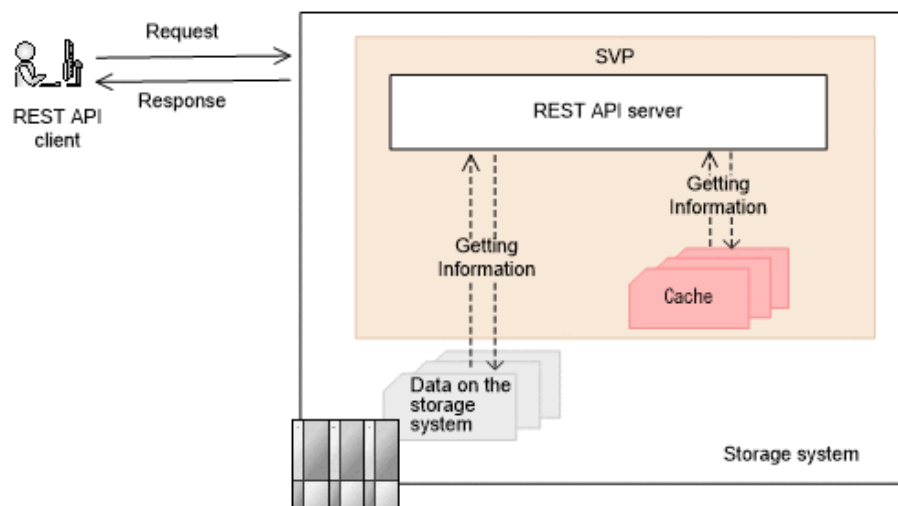 Request
Response
REST API
client
SVP
REST API server
Getting
Information
Getting
Information
Cache
Data on the
storage
system
Storage system